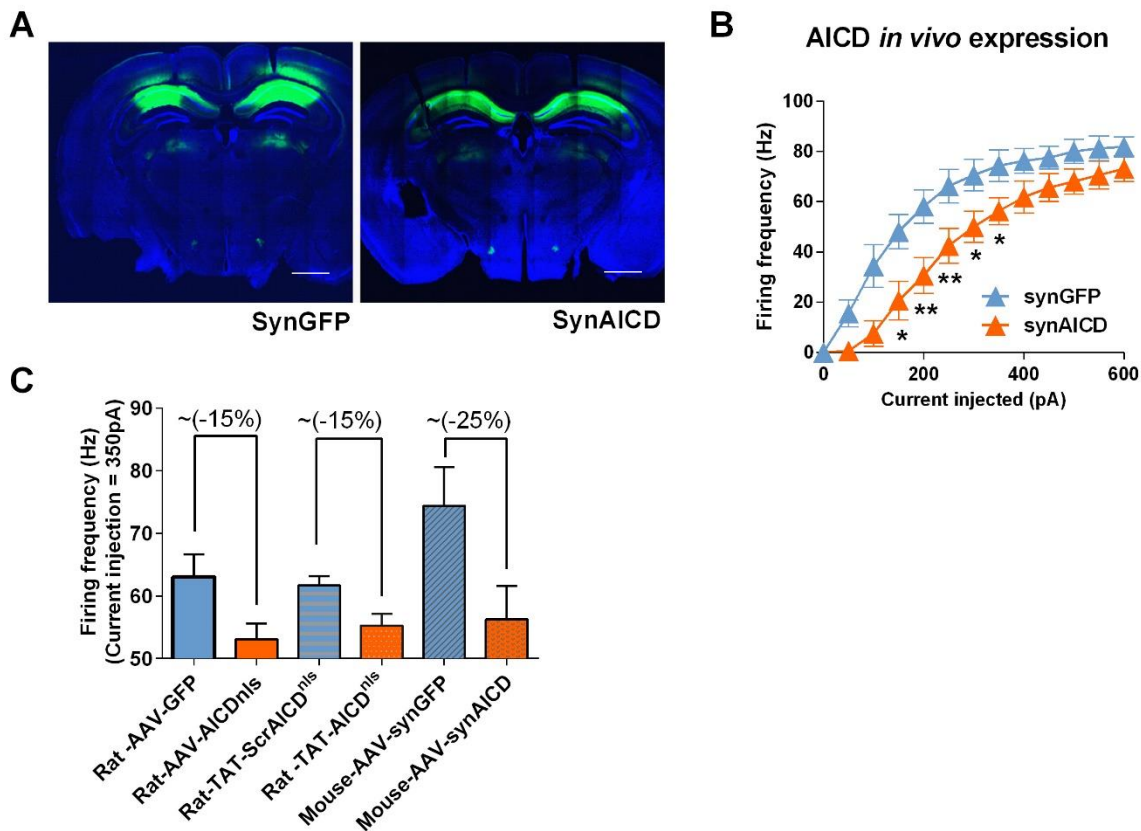 A
SynGFP
SynAICD
B
AICD in vivo expression
Firing frequency (Hz)
100
80
60
40
20
0
*
**
**
*
*
synGFP
synAICD
0
200
400
600
Current injected (pA)
C
Firing frequency (Hz)
(Current injection = 350pA)
90
80
70
60
50
~(-15%)
~(-15%)
~(-25%)
Rat -AAV-GFP
Rat-AAV-AICDnls
Rat-TAT-ScrAICDnls
Rat -TAT-AICDnls
Mouse-AAV-synGFP
Mouse-AAV-synAICD